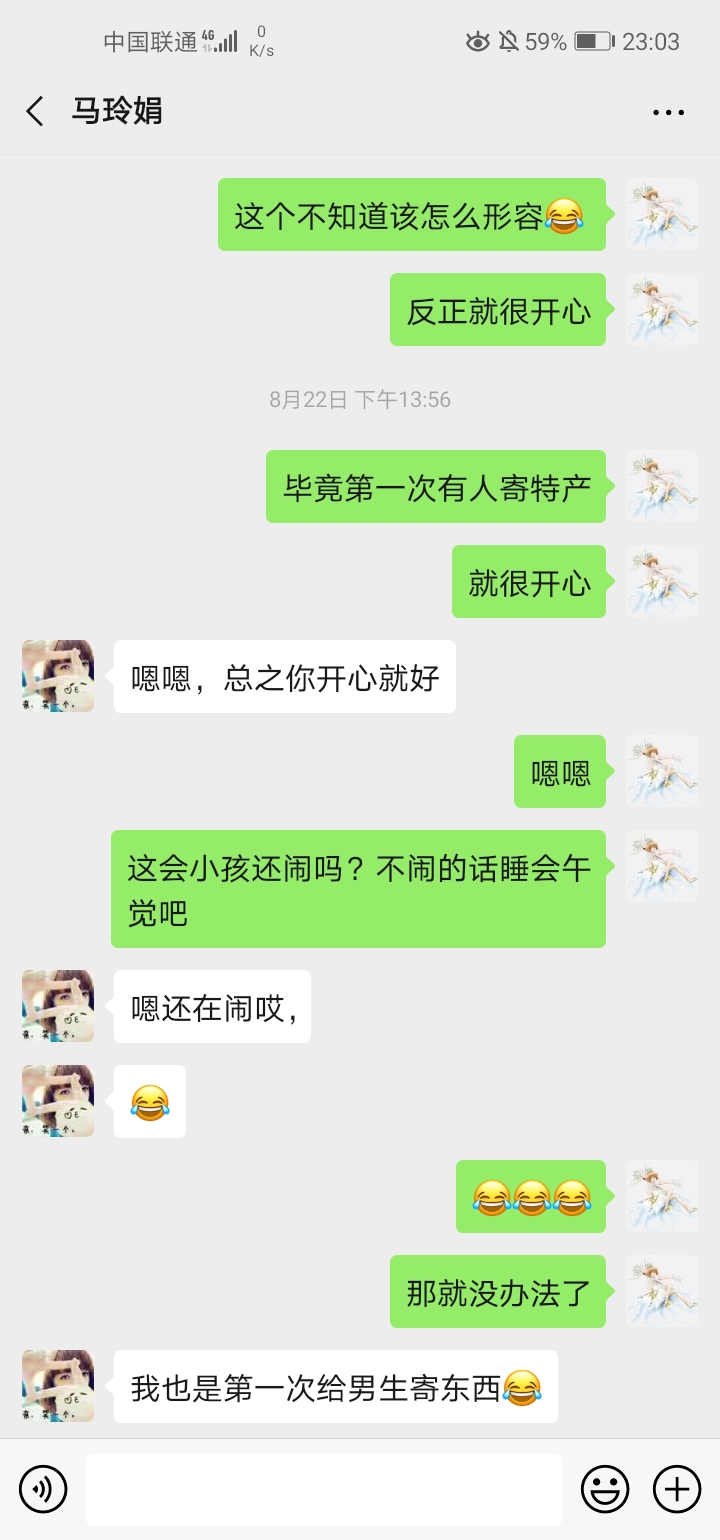 中国联通 4G 0 K/s 59% 23:03
马玲娟
这个不知道该怎么形容😂
反正就很开心
8月22日 下午13:56
毕竟第一次有人寄特产
就很开心
嗯嗯，总之你开心就好
嗯嗯
这会小孩还闹吗？不闹的话睡会午
觉吧
嗯还在闹哎，
😂
😂😂😂
那就没办法了
我也是第一次给男生寄东西😂